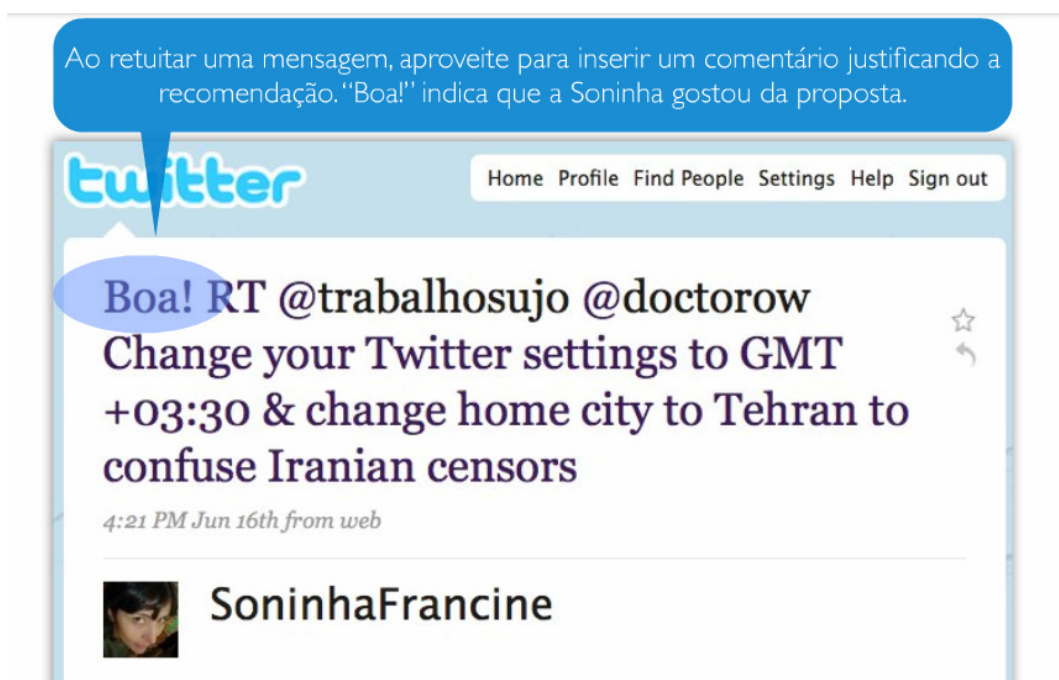 Ao retuitar uma mensagem, aproveite para inserir um comentário justificando a
recomendação. “Boa!” indica que a Soninha gostou da proposta.
twitter
Home Profile Find People Settings Help Sign out
Boa! RT @trabalhosujo @doctorow
Change your Twitter settings to GMT
+03:30 & change home city to Tehran to
confuse Iranian censors
4:21 PM Jun 16th from web
SoninhaFrancine